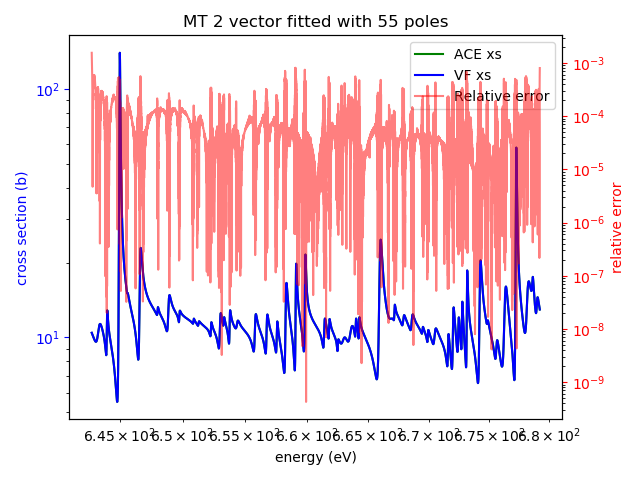 MT 2 vector fitted with 55 poles
ACE xs
VF xs
Relative error
10²
10¹
cross section (b)
10⁻³
10⁻⁴
10⁻⁵
10⁻⁶
10⁻⁷
10⁻⁸
10⁻⁹
relative error
6.45 × 10² 6.5 × 10² 6.55 × 10² 6.6 × 10² 6.65 × 10² 6.7 × 10² 6.75 × 10² 6.8 × 10²
energy (eV)